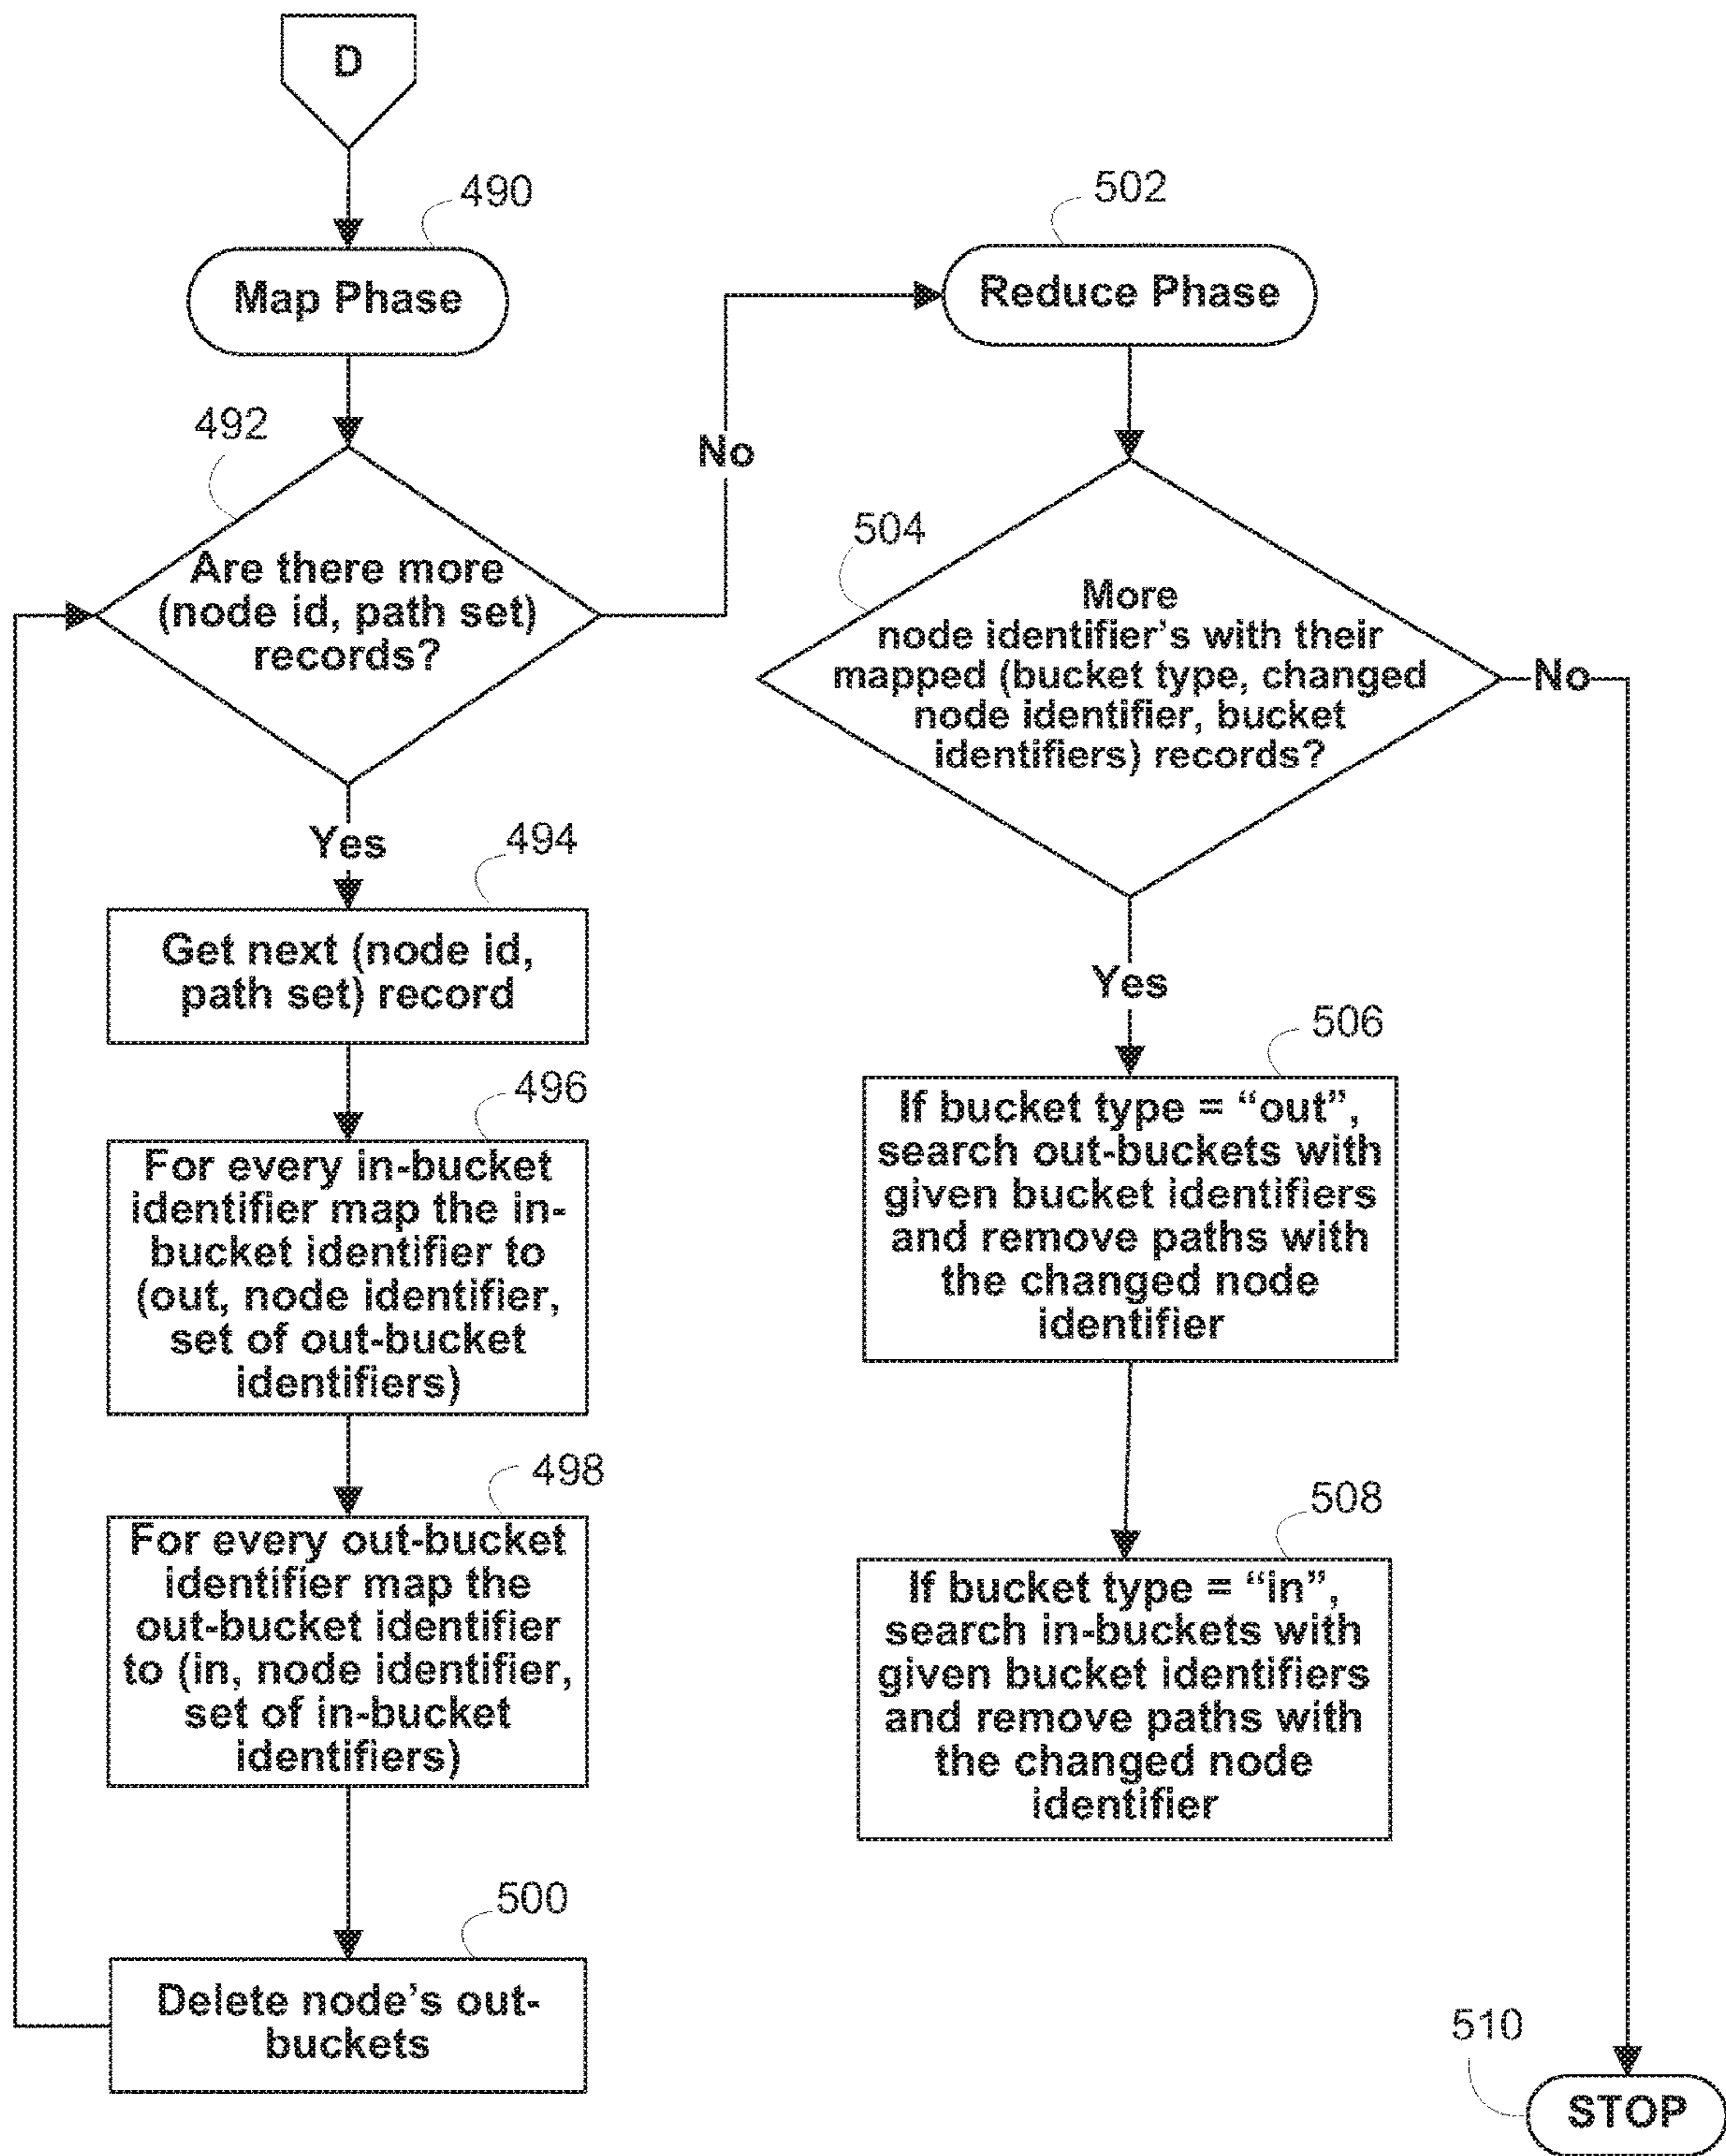 D
490
Map Phase
492
Are there more
(node id, path set)
records?
No
Yes
494
Get next (node id,
path set) record
496
For every in-bucket
identifier map the in-
bucket identifier to
(out, node identifier,
set of out-bucket
identifiers)
498
For every out-bucket
identifier map the
out-bucket identifier
to (in, node identifier,
set of in-bucket
identifiers)
500
Delete node's out-
buckets
502
Reduce Phase
504
More
node identifier's with their
mapped (bucket type, changed
node identifier, bucket
identifiers) records?
No
Yes
506
If bucket type = “out”,
search out-buckets with
given bucket identifiers
and remove paths with
the changed node
identifier
508
If bucket type = “in”,
search in-buckets with
given bucket identifiers
and remove paths with
the changed node
identifier
510
STOP